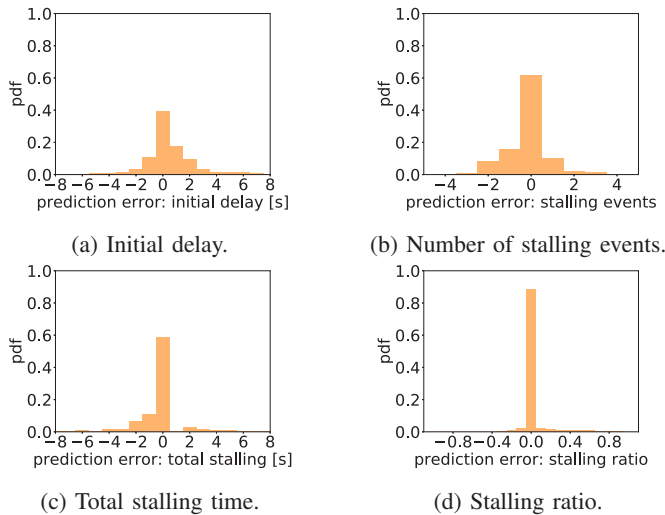 1.0
0.8
0.6
0.4
0.2
0.0
pdf
−8 −6 −4 −2 0 2 4 6 8
prediction error: initial delay [s]
(a) Initial delay.
1.0
0.8
0.6
0.4
0.2
0.0
pdf
−4 −2 0 2 4
prediction error: stalling events
(b) Number of stalling events.
1.0
0.8
0.6
0.4
0.2
0.0
pdf
−8 −6 −4 −2 0 2 4 6 8
prediction error: total stalling [s]
(c) Total stalling time.
1.0
0.8
0.6
0.4
0.2
0.0
pdf
−0.8 −0.4 0.0 0.4 0.8
prediction error: stalling ratio
(d) Stalling ratio.